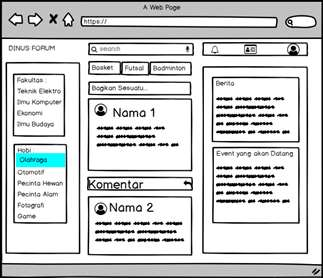 A Web Page
https://
DINUS FORUM
search
Basket
Futsal
Badminton
Bagikan Sesuatu...
Fakultas :
Teknik Elektro
Ilmu Komputer
Ekonomi
Ilmu Budaya
Hobi
Olahraga
Otomotif
Pecinta Hewan
Pecinta Alam
Fotografi
Game
Nama 1
Komentar
Nama 2
Berita
Event yang akan Datang